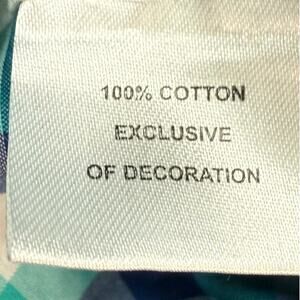 100% COTTON
EXCLUSIVE
OF DECORATION